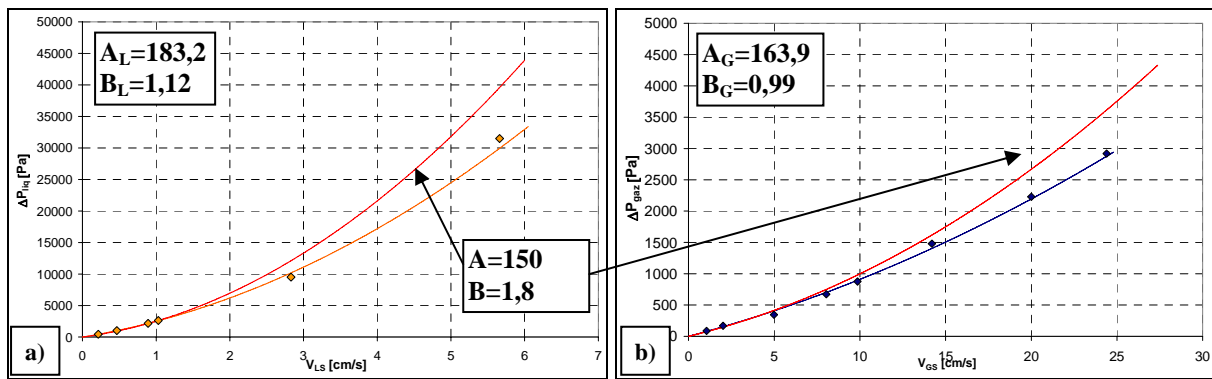 50000
45000
40000
35000
30000
25000
20000
15000
10000
5000
0
ΔP_liq [Pa]
A_L=183,2
B_L=1,12
0 1 2 3 4 5 6 7
V_LS [cm/s]
a)
A=150
B=1,8
5000
4500
4000
3500
3000
2500
2000
1500
1000
500
0
ΔP_gaz [Pa]
A_G=163,9
B_G=0,99
0 5 10 15 20 25 30
V_GS [cm/s]
b)